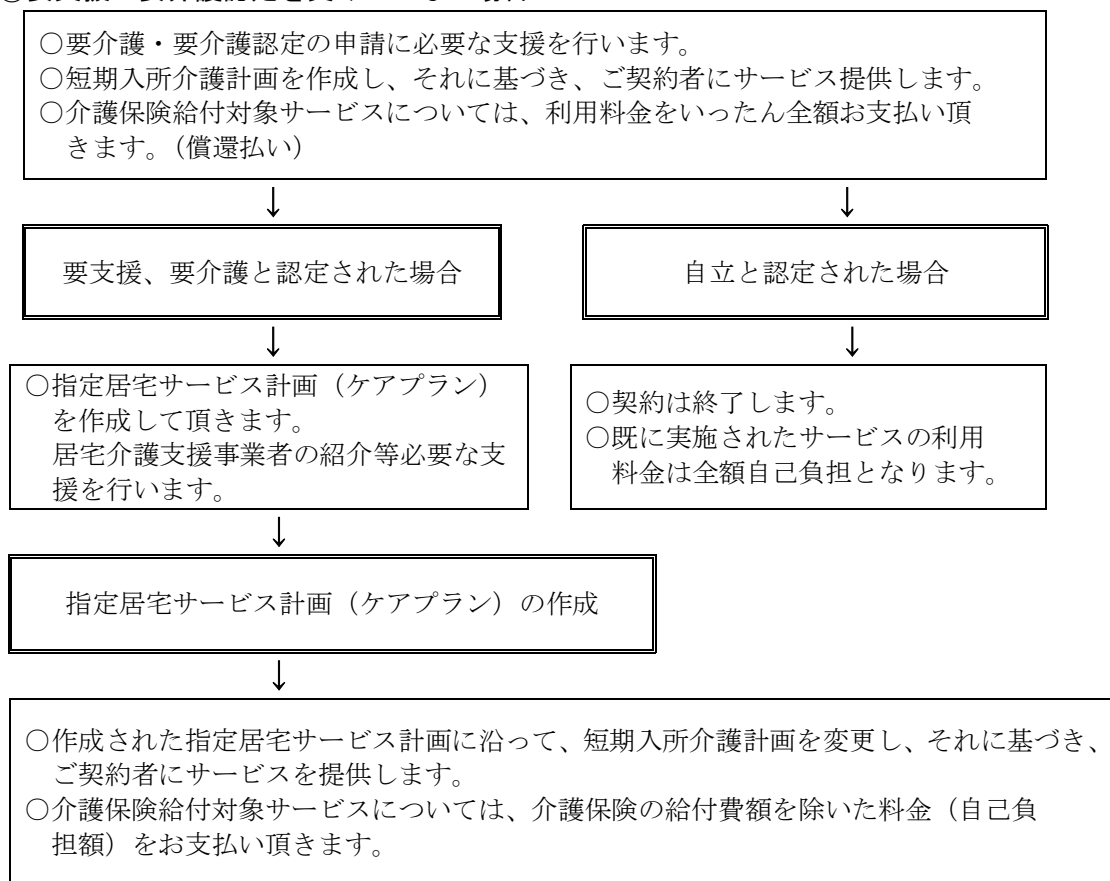 ○要介護・要介護認定の申請に必要な支援を行います。
○短期入所介護計画を作成し、それに基づき、ご契約者にサービス提供します。
○介護保険給付対象サービスについては、利用料金をいったん全額お支払い頂
きます。（償還払い）
↓
↓
要支援、要介護と認定された場合
自立と認定された場合
↓
↓
○指定居宅サービス計画（ケアプラン）
を作成して頂きます。
居宅介護支援事業者の紹介等必要な支
援を行います。
○契約は終了します。
○既に実施されたサービスの利用
料金は全額自己負担となります。
↓
指定居宅サービス計画（ケアプラン）の作成
↓
○作成された指定居宅サービス計画に沿って、短期入所介護計画を変更し、それに基づき、
ご契約者にサービスを提供します。
○介護保険給付対象サービスについては、介護保険の給付費額を除いた料金（自己負
担額）をお支払い頂きます。